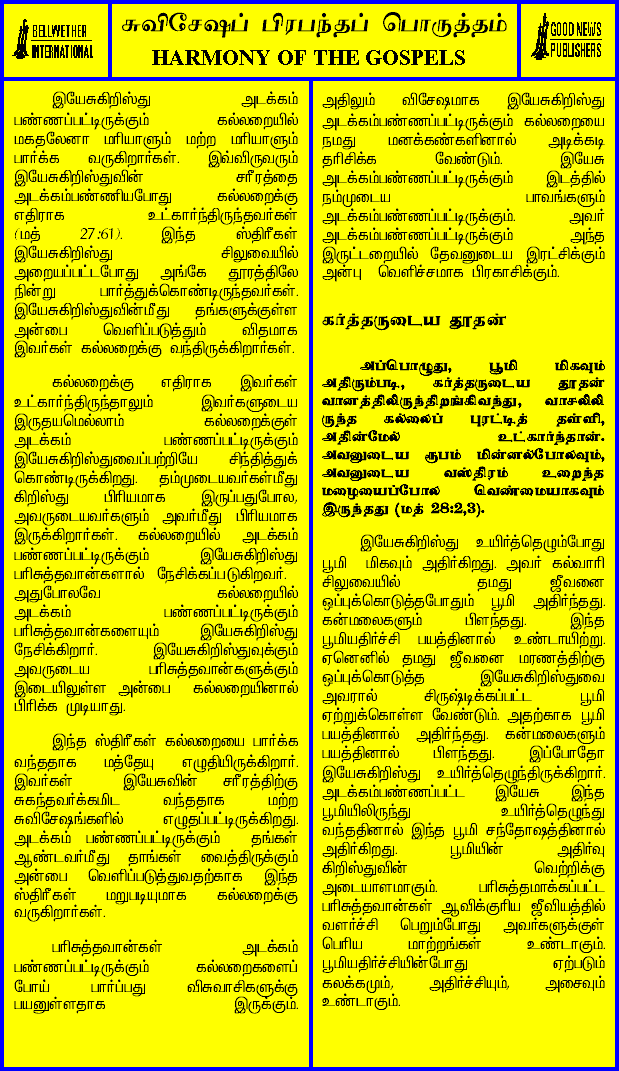 BELLWETHER
INTERNATIONAL
சுவிசேஷப் பிரபந்தப் பொருத்தம்
HARMONY OF THE GOSPELS
GOOD NEWS
PUBLISHERS
இயேசுகிறிஸ்து அடக்கம்
பண்ணப்பட்டிருக்கும் கல்லறையில்
மகதலேனா மரியாளும் மற்ற மரியாளும்
பார்க்க வருகிறார்கள். இவ்விருவரும்
இயேசுகிறிஸ்துவின் சரீரத்தை
அடக்கம்பண்ணியபோது கல்லறைக்கு
எதிராக உட்கார்ந்திருந்தவர்கள்
(மத் 27:61). இந்த ஸ்திரீகள்
இயேசுகிறிஸ்து சிலுவையில்
அறையப்பட்டபோது அங்கே தூரத்திலே
நின்று பார்த்துக்கொண்டிருந்தவர்கள்.
இயேசுகிறிஸ்துவின்மீது தங்களுக்குள்ள
அன்பை வெளிப்படுத்தும் விதமாக
இவர்கள் கல்லறைக்கு வந்திருக்கிறார்கள்.
கல்லறைக்கு எதிராக இவர்கள்
உட்கார்ந்திருந்தாலும் இவர்களுடைய
இருதயமெல்லாம் கல்லறைக்குள்
அடக்கம் பண்ணப்பட்டிருக்கும்
இயேசுகிறிஸ்துவைப்பற்றியே சிந்தித்துக்
கொண்டிருக்கிறது. தம்முடையவர்கள்மீது
கிறிஸ்து பிரியமாக இருப்பதுபோல,
அவருடையவர்களும் அவர்மீது பிரியமாக
இருக்கிறார்கள். கல்லறையில் அடக்கம்
பண்ணப்பட்டிருக்கும் இயேசுகிறிஸ்து
பரிசுத்தவான்களால் நேசிக்கப்படுகிறவர்.
அதுபோலவே கல்லறையில்
அடக்கம் பண்ணப்பட்டிருக்கும்
பரிசுத்தவான்களையும் இயேசுகிறிஸ்து
நேசிக்கிறார். இயேசுகிறிஸ்துவுக்கும்
அவருடைய பரிசுத்தவான்களுக்கும்
இடையிலுள்ள அன்பை கல்லறையினால்
பிரிக்க முடியாது.
இந்த ஸ்திரீகள் கல்லறையை பார்க்க
வந்ததாக மத்தேயு எழுதியிருக்கிறார்.
இவர்கள் இயேசுவின் சரீரத்திற்கு
சுகந்தவர்க்கமிட வந்ததாக மற்ற
சுவிசேஷங்களில் எழுதப்பட்டிருக்கிறது.
அடக்கம் பண்ணப்பட்டிருக்கும் தங்கள்
ஆண்டவர்மீது தாங்கள் வைத்திருக்கும்
அன்பை வெளிப்படுத்துவதற்காக இந்த
ஸ்திரீகள் மறுபடியுமாக கல்லறைக்கு
வருகிறார்கள்.
பரிசுத்தவான்கள் அடக்கம்
பண்ணப்பட்டிருக்கும் கல்லறைகளைப்
போய் பார்ப்பது விசுவாசிகளுக்கு
பயனுள்ளதாக இருக்கும்.
அதிலும் விசேஷமாக இயேசுகிறிஸ்து
அடக்கம்பண்ணப்பட்டிருக்கும் கல்லறையை
நமது மனக்கண்களினால் அடிக்கடி
தரிசிக்க வேண்டும். இயேசு
அடக்கம்பண்ணப்பட்டிருக்கும் இடத்தில்
நம்முடைய பாவங்களும்
அடக்கம்பண்ணப்பட்டிருக்கும். அவர்
அடக்கம்பண்ணப்பட்டிருக்கும் அந்த
இருட்டறையில் தேவனுடைய இரட்சிக்கும்
அன்பு வெளிச்சமாக பிரகாசிக்கும்.
கர்த்தருடைய தூதன்
அப்பொழுது, பூமி மிகவும்
அதிரும்படி, கர்த்தருடைய தூதன்
வானத்திலிருந்திறங்கிவந்து, வாசலிலி
ருந்த கல்லைப் புரட்டித் தள்ளி,
அதின்மேல் உட்கார்ந்தான்.
அவனுடைய ரூபம் மின்னல்போலவும்,
அவனுடைய வஸ்திரம் உறைந்த
மழையைப்போல வெண்மையாகவும்
இருந்தது (மத் 28:2,3).
இயேசுகிறிஸ்து உயிர்த்தெழும்போது
பூமி மிகவும் அதிர்கிறது. அவர் கல்வாரி
சிலுவையில் தமது ஜீவனை
ஒப்புக்கொடுத்தபோதும் பூமி அதிர்ந்தது.
கன்மலைகளும் பிளந்தது. இந்த
பூமியதிர்ச்சி பயத்தினால் உண்டாயிற்று.
ஏனெனில் தமது ஜீவனை மரணத்திற்கு
ஒப்புக்கொடுத்த இயேசுகிறிஸ்துவை
அவரால் சிருஷ்டிக்கப்பட்ட பூமி
ஏற்றுக்கொள்ள வேண்டும். அதற்காக பூமி
பயத்தினால் அதிர்ந்தது. கன்மலைகளும்
பயத்தினால் பிளந்தது. இப்போதோ
இயேசுகிறிஸ்து உயிர்த்தெழுந்திருக்கிறார்.
அடக்கம்பண்ணப்பட்ட இயேசு இந்த
பூமியிலிருந்து உயிர்த்தெழுந்து
வந்ததினால் இந்த பூமி சந்தோஷத்தினால்
அதிர்கிறது. பூமியின் அதிர்வு
கிறிஸ்துவின் வெற்றிக்கு
அடையாளமாகும். பரிசுத்தமாக்கப்பட்ட
பரிசுத்தவான்கள் ஆவிக்குரிய ஜீவியத்தில்
வளர்ச்சி பெறும்போது அவர்களுக்குள்
பெரிய மாற்றங்கள் உண்டாகும்.
பூமியதிர்ச்சியின்போது ஏற்படும்
கலக்கமும், அதிர்ச்சியும், அசைவும்
உண்டாகும்.